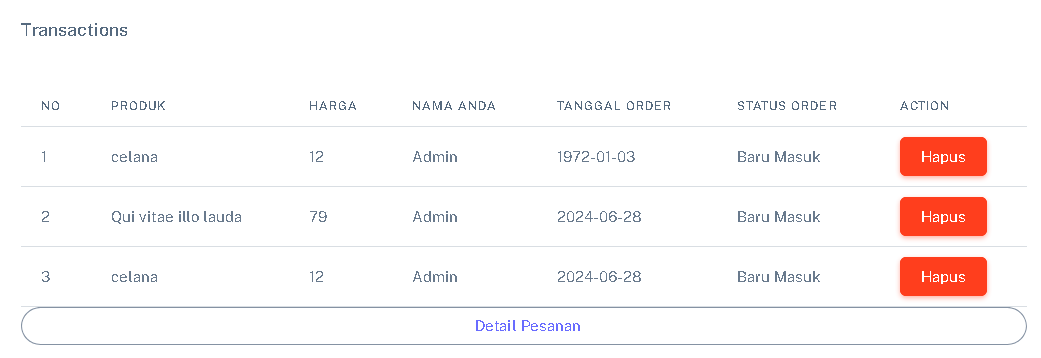 Transactions
NO PRODUK HARGA NAMA ANDA TANGGAL ORDER STATUS ORDER ACTION
1 celana 12 Admin 1972-01-03 Baru Masuk Hapus
2 Qui vitae illo lauda 79 Admin 2024-06-28 Baru Masuk Hapus
3 celana 12 Admin 2024-06-28 Baru Masuk Hapus
Detail Pesanan